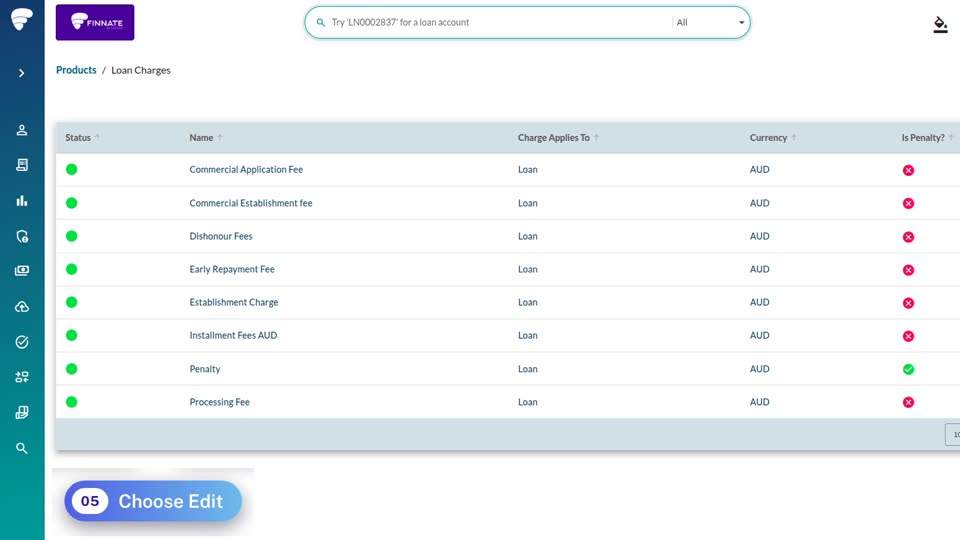 FINNATE
Try 'LN0002837' for a loan account
All
Products / Loan Charges
Status Name Charge Applies To Currency Is Penalty?
Commercial Application Fee Loan AUD
Commercial Establishment fee Loan AUD
Dishonour Fees Loan AUD
Early Repayment Fee Loan AUD
Establishment Charge Loan AUD
Installment Fees AUD Loan AUD
Penalty Loan AUD
Processing Fee Loan AUD
10
05 Choose Edit